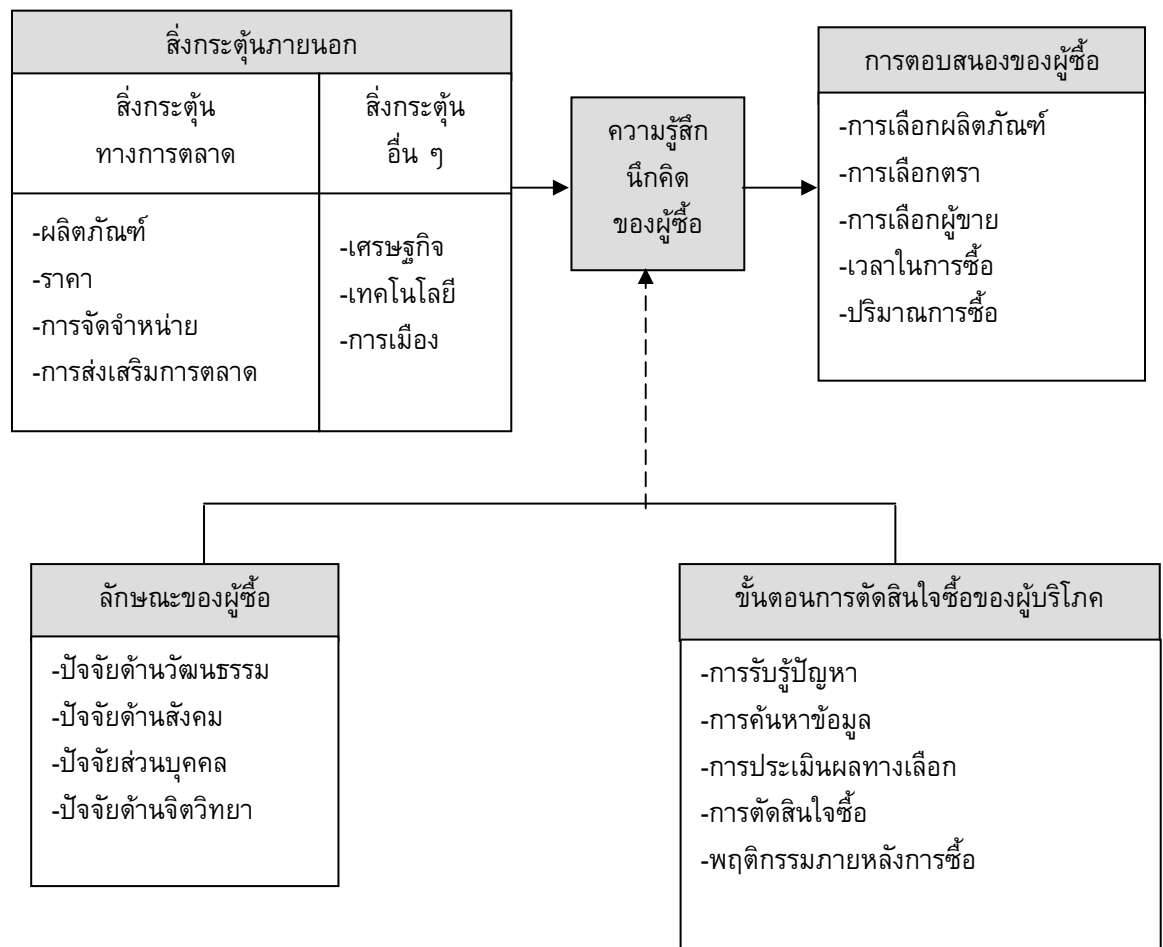 สิ่งกระตุ้นภายนอก
สิ่งกระตุ้น
ทางการตลาด
สิ่งกระตุ้น
อื่น ๆ
-ผลิตภัณฑ์
-ราคา
-การจัดจำหน่าย
-การส่งเสริมการตลาด
-เศรษฐกิจ
-เทคโนโลยี
-การเมือง
ความรู้สึก
นึกคิด
ของผู้ซื้อ
การตอบสนองของผู้ซื้อ
-การเลือกผลิตภัณฑ์
-การเลือกตรา
-การเลือกผู้ขาย
-เวลาในการซื้อ
-ปริมาณการซื้อ
ลักษณะของผู้ซื้อ
-ปัจจัยด้านวัฒนธรรม
-ปัจจัยด้านสังคม
-ปัจจัยส่วนบุคคล
-ปัจจัยด้านจิตวิทยา
ขั้นตอนการตัดสินใจซื้อของผู้บริโภค
-การรับรู้ปัญหา
-การค้นหาข้อมูล
-การประเมินผลทางเลือก
-การตัดสินใจซื้อ
-พฤติกรรมภายหลังการซื้อ